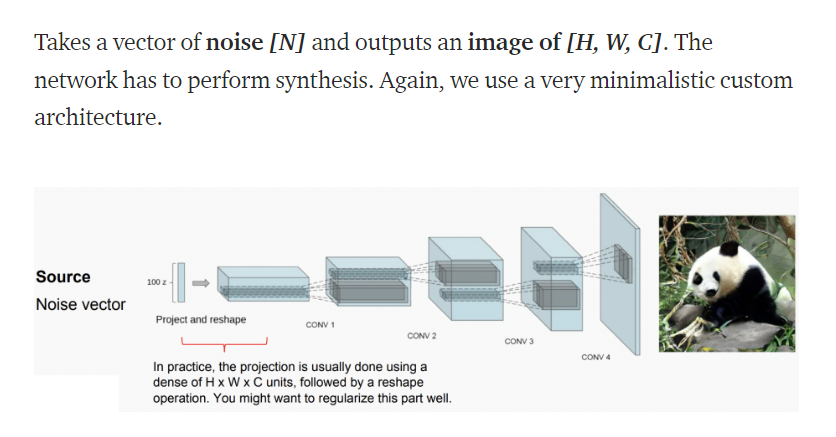 Takes a vector of noise [N] and outputs an image of [H, W, C]. The
network has to perform synthesis. Again, we use a very minimalistic custom
architecture.
Source
Noise vector
100 z
Project and reshape
CONV 1
CONV 2
CONV 3
CONV 4
In practice, the projection is usually done using a
dense of H x W x C units, followed by a reshape
operation. You might want to regularize this part well.